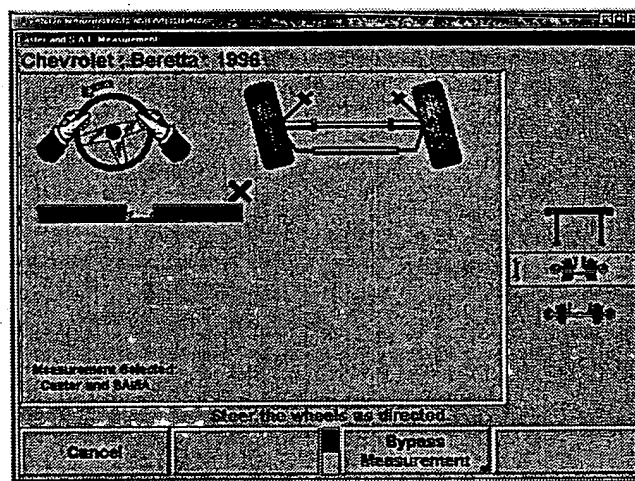 Caster and S.A.I. Measurement
Chevrolet : Beretta : 1996
Measurement Selected:
Caster and SAI/IA
Steer the wheels as directed.
Cancel
Bypass
Measurement